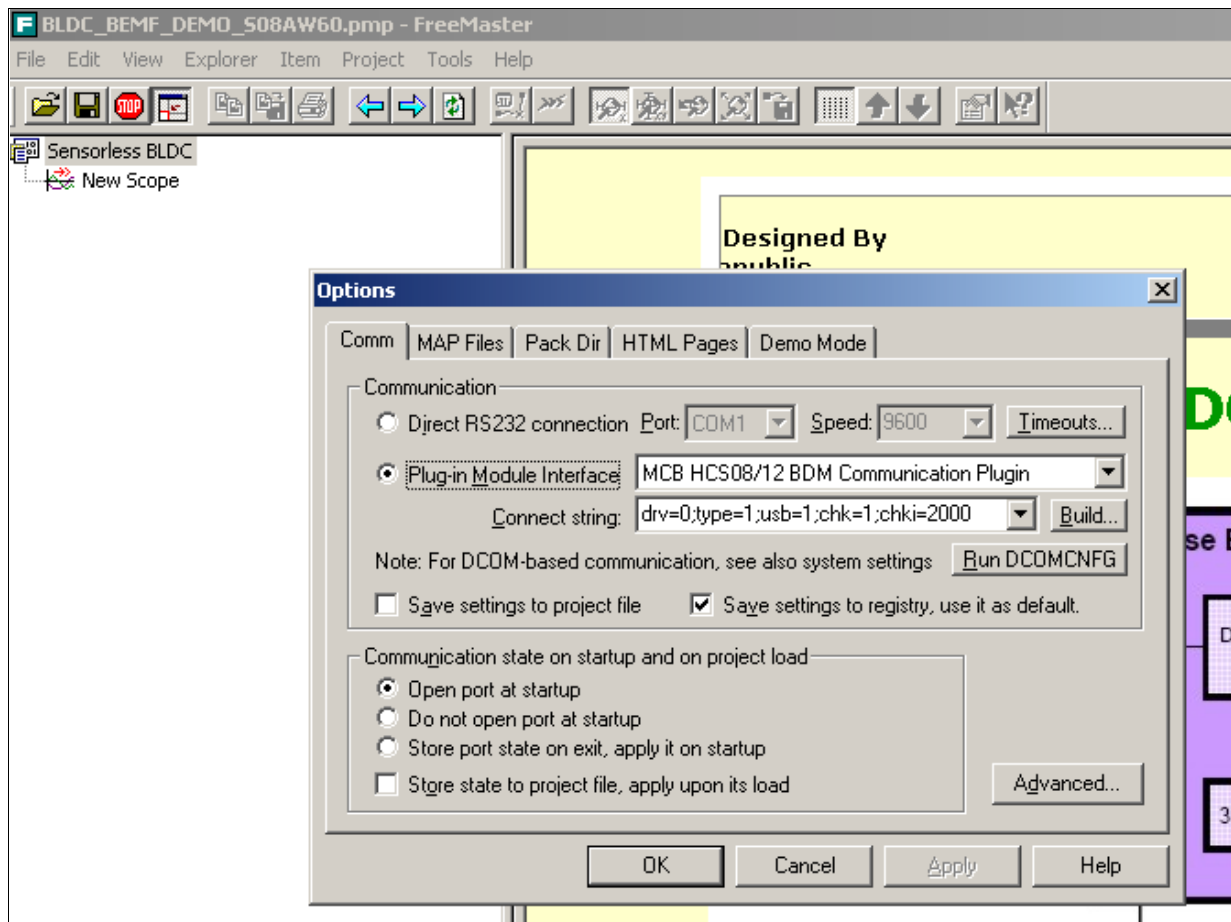 BLDC_BEMF_DEMO_S08AW60.pmp - FreeMaster
File Edit View Explorer Item Project Tools Help
STOP
Sensorless BLDC
New Scope
Designed By
Options
Comm MAP Files Pack Dir HTML Pages Demo Mode
Communication
Direct RS232 connection Port: COM1 Speed: 9600 Timeouts...
Plug-in Module Interface MCB HCS08/12 BDM Communication Plugin
Connect string: drv=0;type=1;usb=1;chk=1;chki=2000 Build...
Note: For DCOM-based communication, see also system settings Run DCOMCNFG
Save settings to project file Save settings to registry, use it as default.
Communication state on startup and on project load
Open port at startup
Do not open port at startup
Store port state on exit, apply it on startup
Store state to project file, apply upon its load
Advanced...
OK Cancel Apply Help